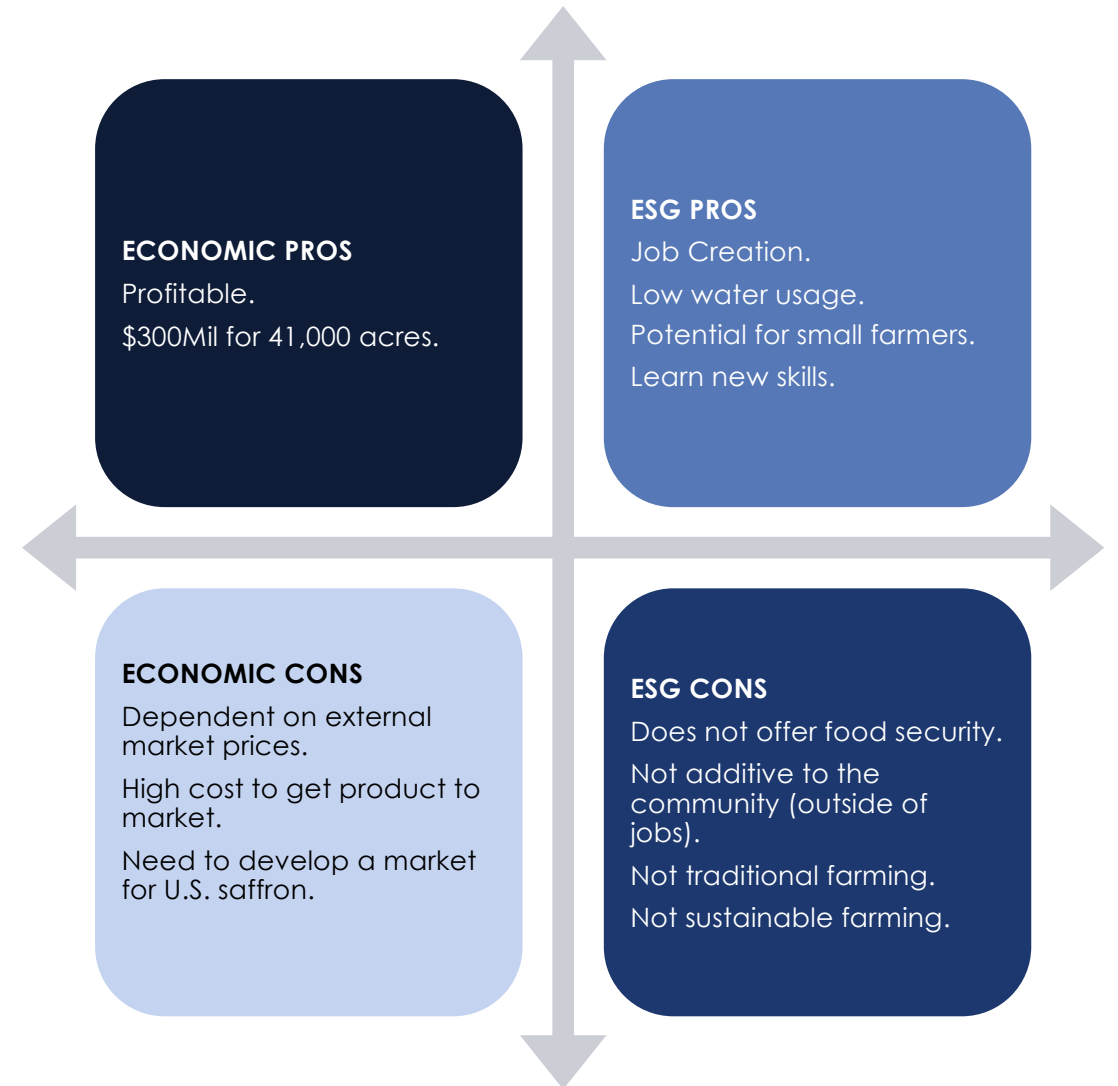 ECONOMIC PROS
Profitable.
$300Mil for 41,000 acres.
ESG PROS
Job Creation.
Low water usage.
Potential for small farmers.
Learn new skills.
ECONOMIC CONS
Dependent on external
market prices.
High cost to get product to
market.
Need to develop a market
for U.S. saffron.
ESG CONS
Does not offer food security.
Not additive to the
community (outside of
jobs).
Not traditional farming.
Not sustainable farming.